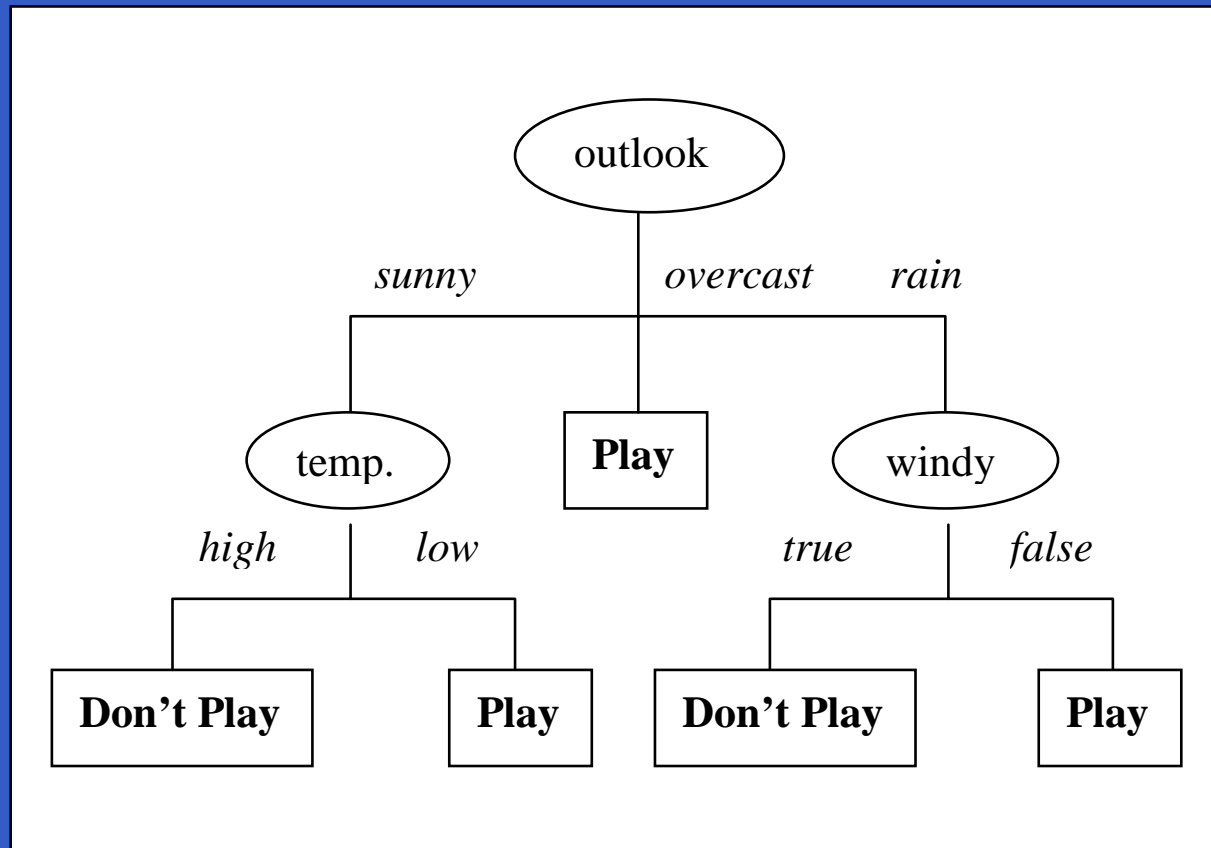 outlook
sunny overcast rain
temp. Play windy
high low true false
Don’t Play Play Don’t Play Play